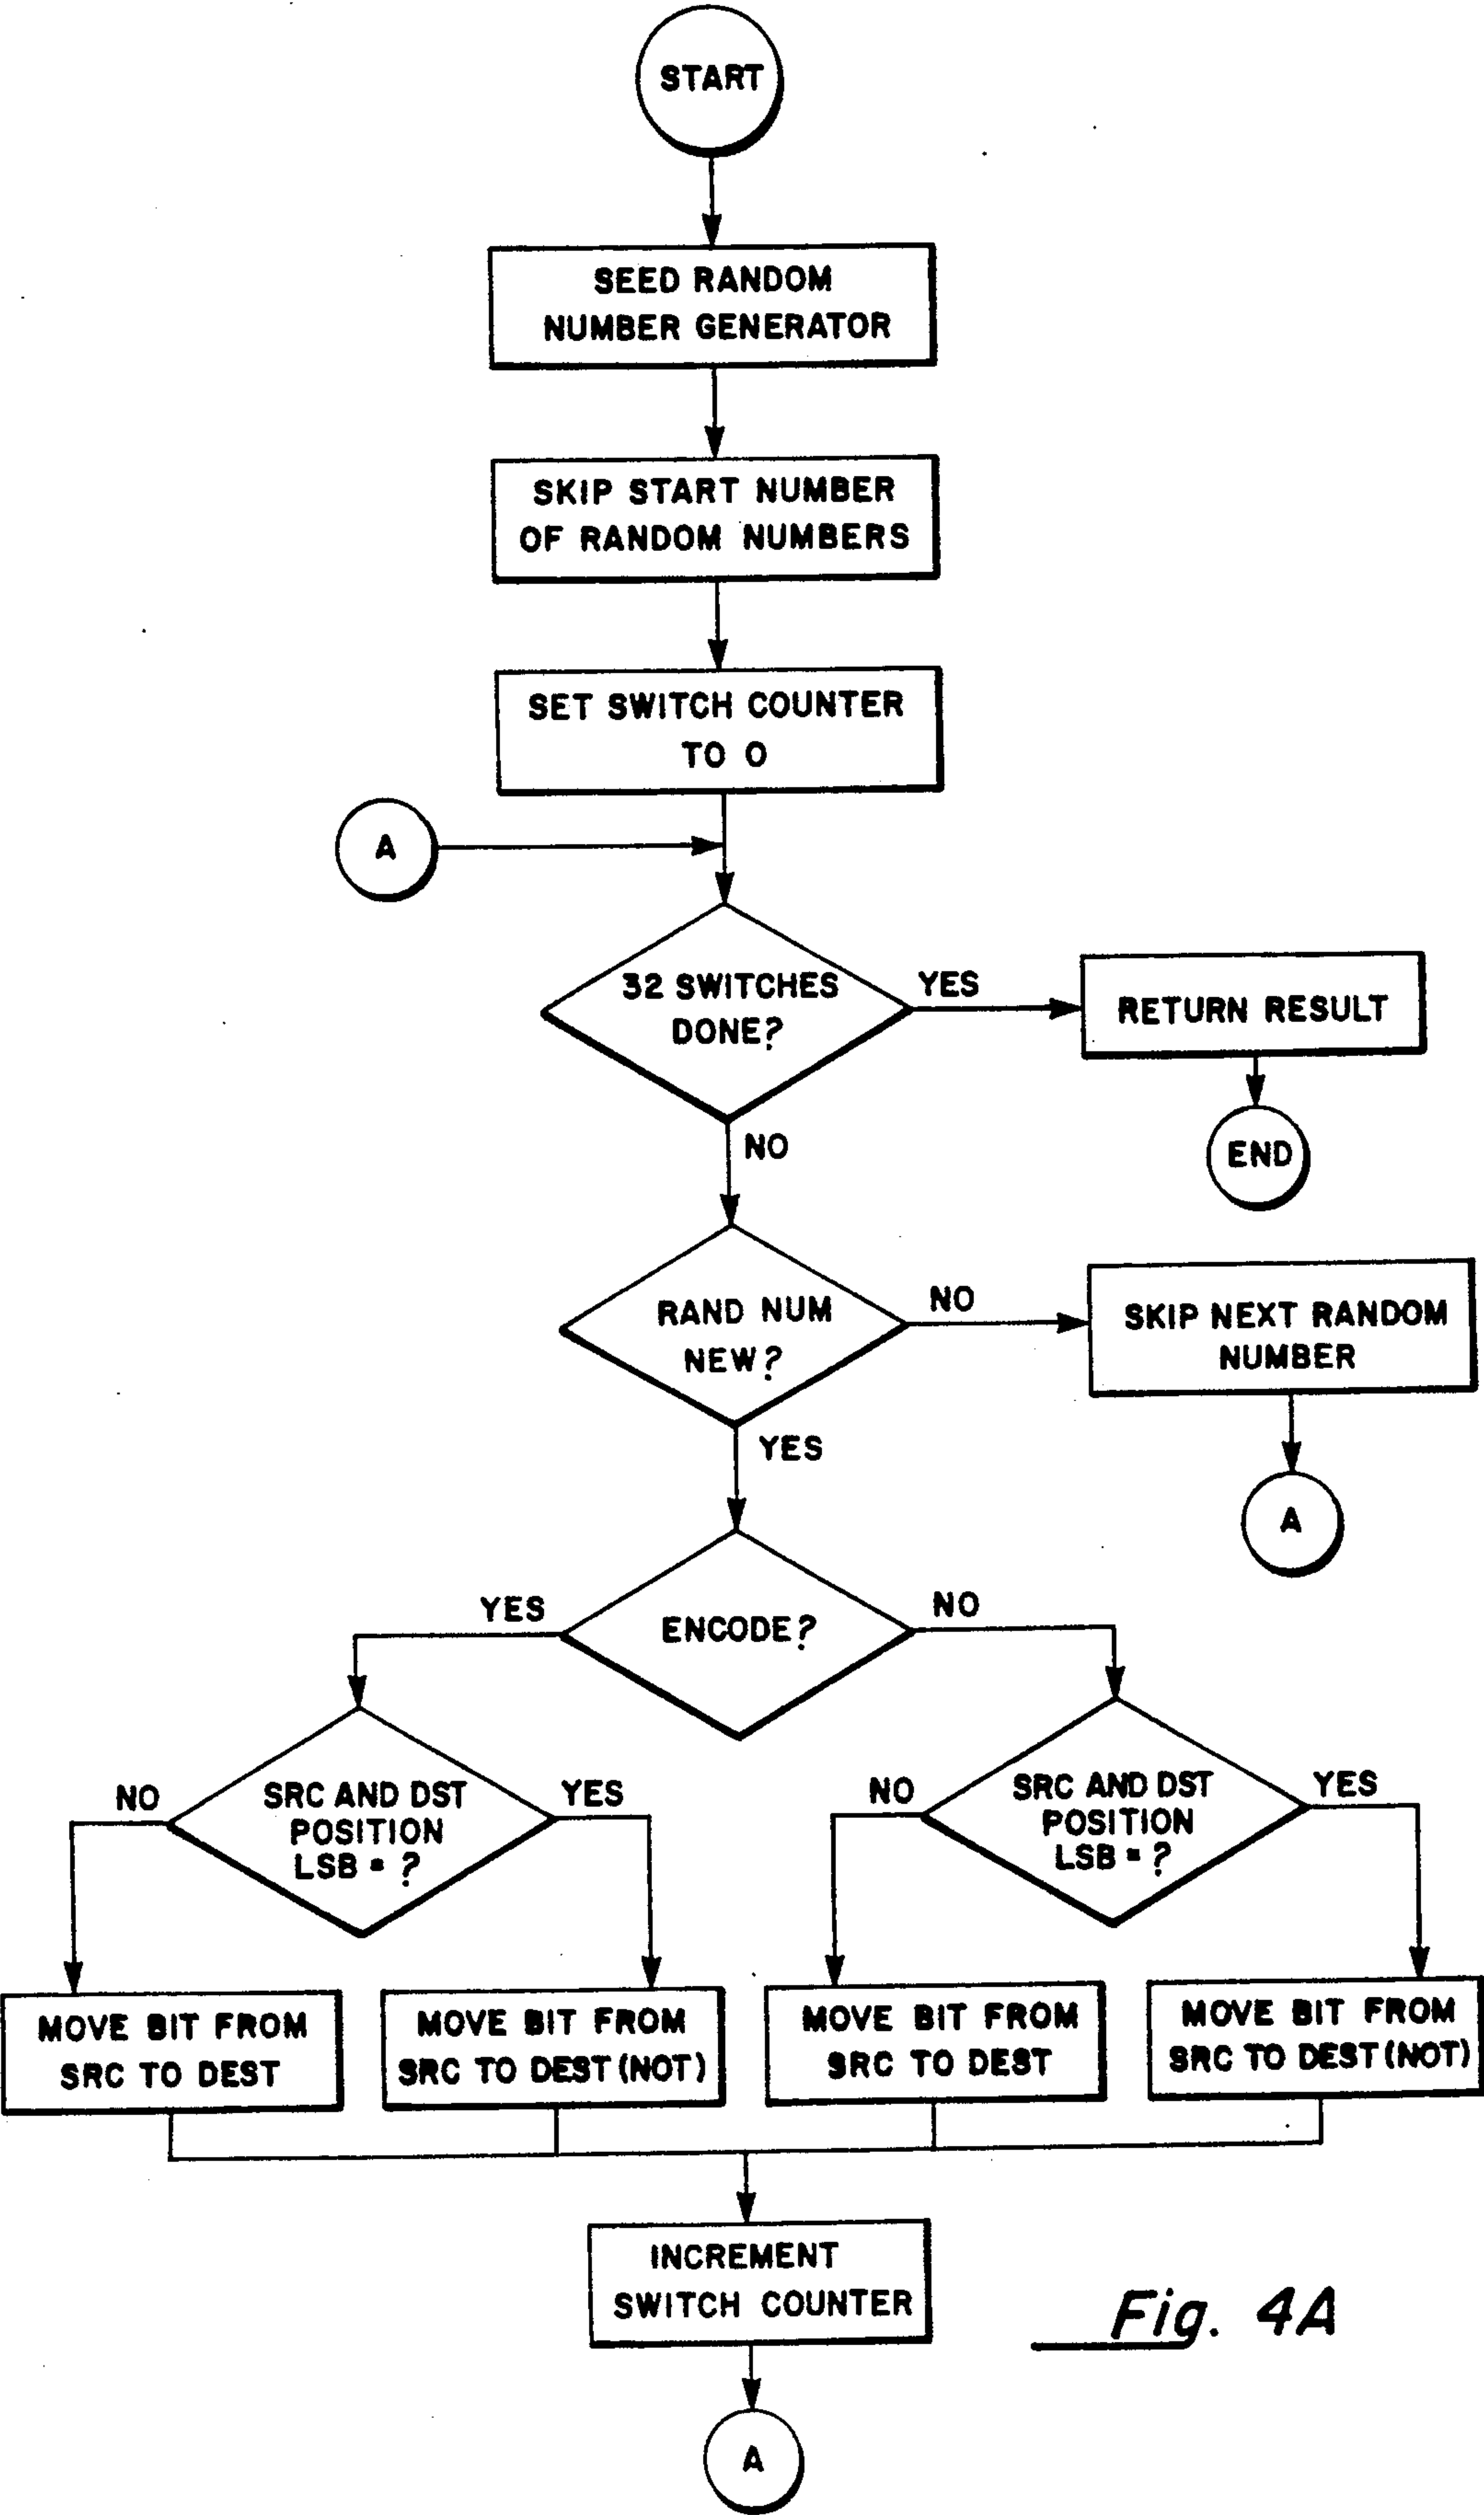 START
SEED RANDOM
NUMBER GENERATOR
SKIP START NUMBER
OF RANDOM NUMBERS
SET SWITCH COUNTER
TO 0
A
32 SWITCHES
DONE?
YES
RETURN RESULT
END
NO
RAND NUM
NEW?
NO
SKIP NEXT RANDOM
NUMBER
A
YES
ENCODE?
YES
NO
SRC AND DST
POSITION
LSB = ?
NO
YES
SRC AND DST
POSITION
LSB = ?
NO
YES
MOVE BIT FROM
SRC TO DEST
MOVE BIT FROM
SRC TO DEST (NOT)
MOVE BIT FROM
SRC TO DEST
MOVE BIT FROM
SRC TO DEST (NOT)
INCREMENT
SWITCH COUNTER
A
Fig. 4A